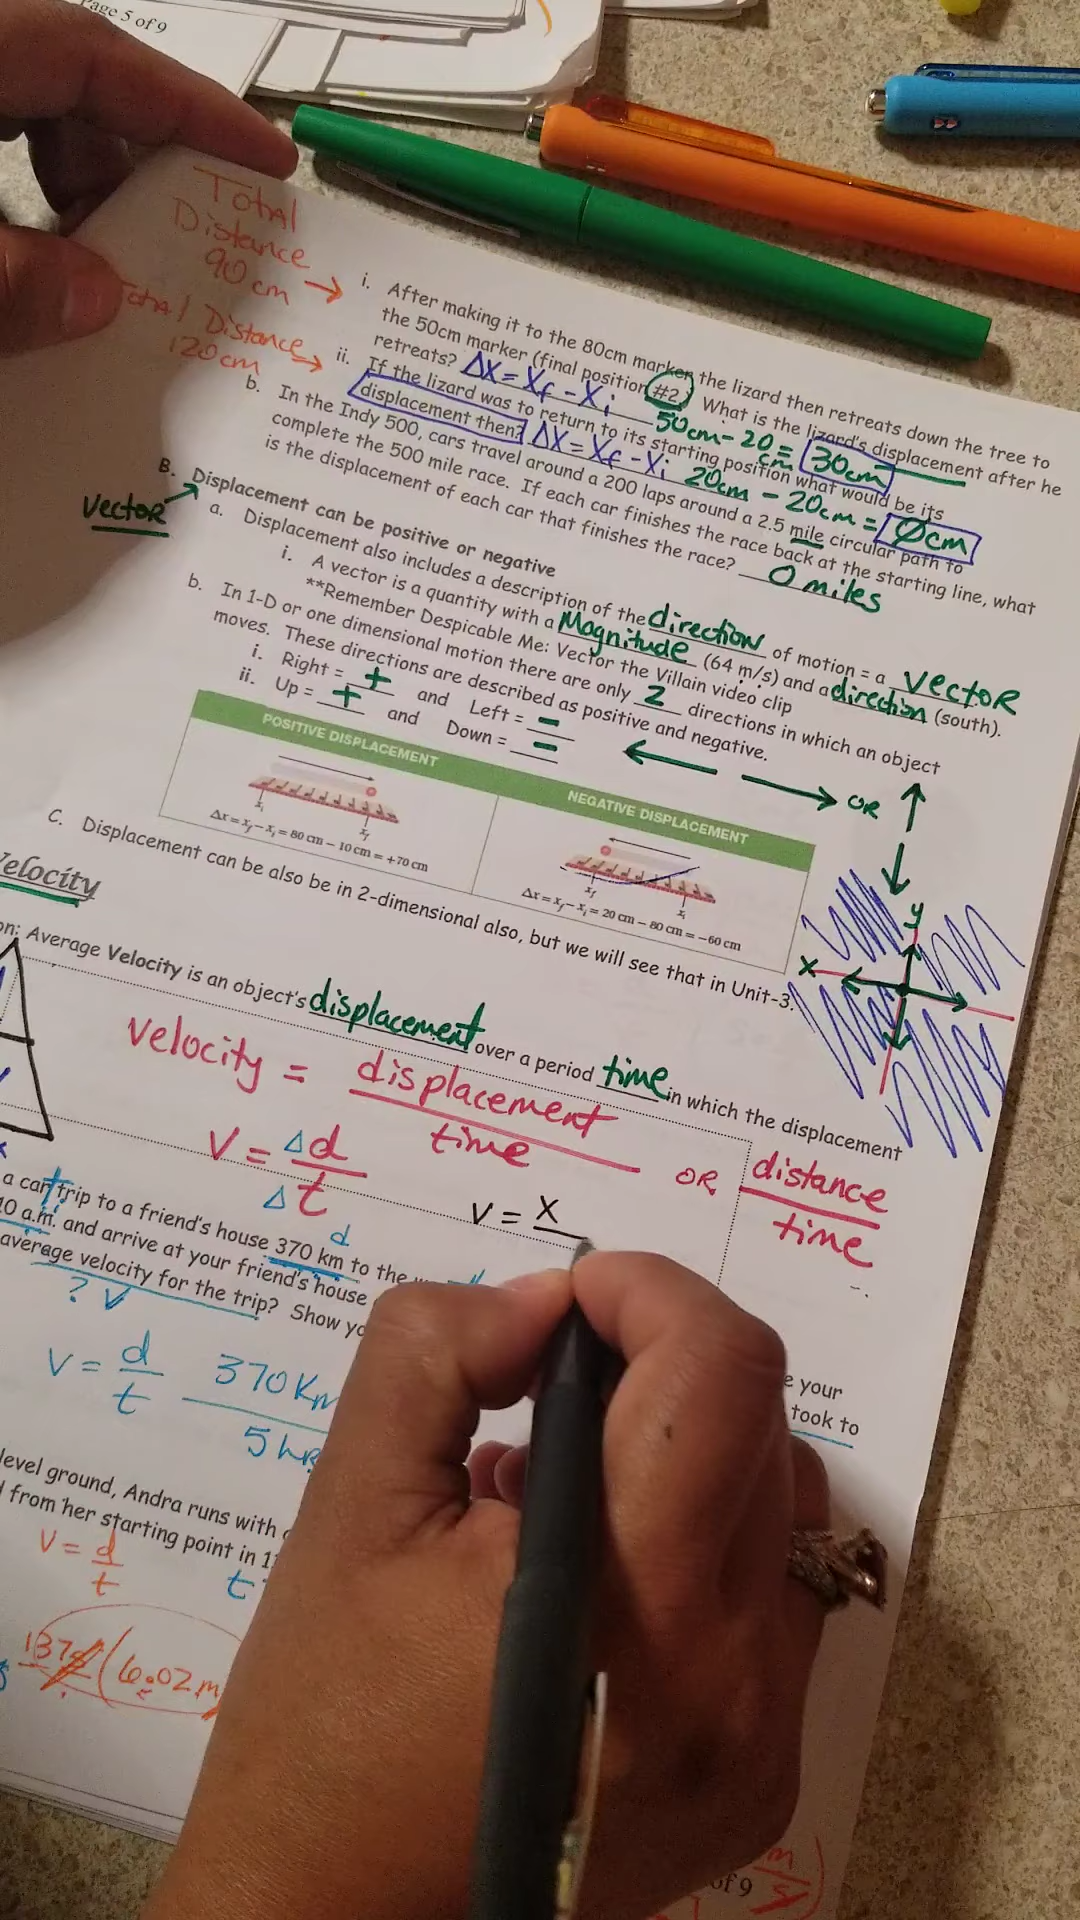 Page 5 of 9
Total
Distance
90 cm →
Total Distance
120cm →
i. After making it to the 80cm marker the lizard then retreats down the tree to
the 50cm marker (final position #2) What is the lizard's displacement after he
retreats? ΔX = Xf - Xi 50cm - 20 cm = 30cm
ii. If the lizard was to return to its starting position what would be its
displacement then? ΔX = Xf - Xi 20cm - 20cm = 0cm
b. In the Indy 500, cars travel around a 200 laps around a 2.5 mile circular path to
complete the 500 mile race. If each car finishes the race back at the starting line, what
is the displacement of each car that finishes the race? 0 miles
Vector
B. Displacement can be positive or negative
a. Displacement also includes a description of the direction of motion = a vector
i. A vector is a quantity with a Magnitude (64 m/s) and a direction (south).
**Remember Despicable Me: Vector the Villain video clip
b. In 1-D or one dimensional motion there are only 2 directions in which an object
moves. These directions are described as positive and negative.
i. Right = + and Left = -
ii. Up = + and Down = -
← → OR ↑ ↓
POSITIVE DISPLACEMENT
NEGATIVE DISPLACEMENT
xi xf
Δx = xf - xi = 80 cm - 10 cm = +70 cm
xf xi
Δx = xf - xi = 20 cm - 80 cm = -60 cm
y
x
C. Displacement can be also be in 2-dimensional also, but we will see that in Unit-3.
Velocity
on: Average Velocity is an object's displacement over a period time in which the displacement
velocity = displacement / time OR distance / time
V = Δd / Δt
V = X
a car trip to a friend's house 370 km to the
10 a.m. and arrive at your friend's house
average velocity for the trip? Show yo
t
d
? V
e your
took to
V = d / t 370 Km / 5 hr
level ground, Andra runs with
from her starting point in 1
V = d / t
t
137s (6.02 m
m
of 9